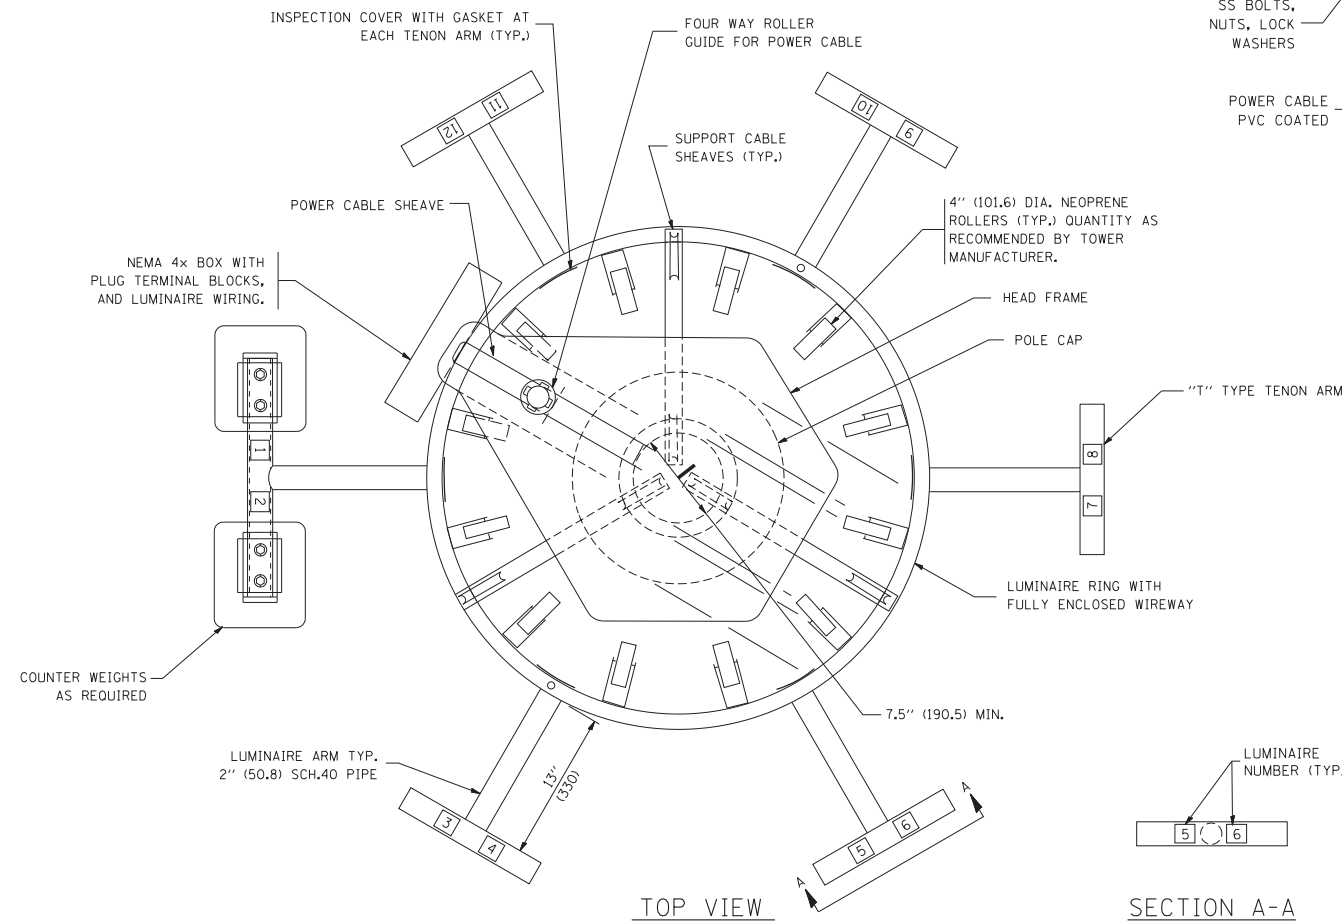 INSPECTION COVER WITH GASKET AT
EACH TENON ARM (TYP.)
FOUR WAY ROLLER
GUIDE FOR POWER CABLE
SS BOLTS,
NUTS, LOCK
WASHERS
POWER CABLE
PVC COATED
SUPPORT CABLE
SHEAVES (TYP.)
POWER CABLE SHEAVE
4'' (101.6) DIA. NEOPRENE
ROLLERS (TYP.) QUANTITY AS
RECOMMENDED BY TOWER
MANUFACTURER.
NEMA 4x BOX WITH
PLUG TERMINAL BLOCKS,
AND LUMINAIRE WIRING.
HEAD FRAME
POLE CAP
"T" TYPE TENON ARM
12
11
10
9
8
7
1
2
LUMINAIRE RING WITH
FULLY ENCLOSED WIREWAY
COUNTER WEIGHTS
AS REQUIRED
7.5'' (190.5) MIN.
LUMINAIRE ARM TYP.
2'' (50.8) SCH.40 PIPE
13''
(330)
3
4
5
6
A
A
LUMINAIRE
NUMBER (TYP.
5
6
TOP VIEW
SECTION A-A